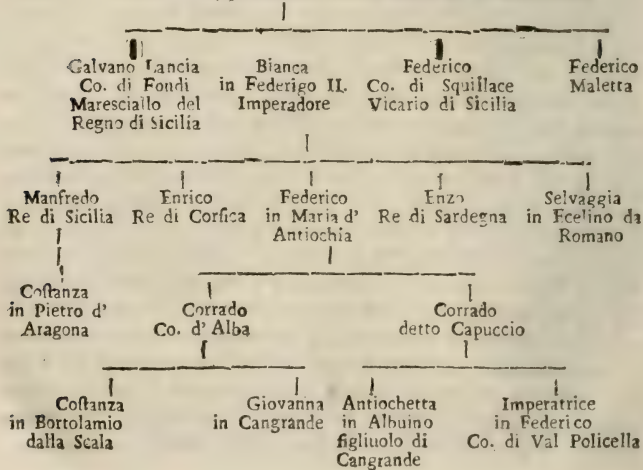 Galvano Lancia
Co. di Fondi
Maresciallo del
Regno di Sicilia
Bianca
in Federigo II.
Imperadore
Federico
Co. di Squillace
Vicario di Sicilia
Federico
Maletta
Manfredo
Re di Sicilia
Enrico
Re di Corſica
Federico
in Maria d'
Antiochia
Enzo
Re di Sardegna
Selvaggia
in Ecelino da
Romano
Coſtanza
in Pietro d'
Aragona
Corrado
Co. d'Alba
Corrado
detto Capuccio
Coſtanza
in Bortolamio
dalla Scala
Giovanna
in Cangrande
Antiochetta
in Albuino
figliuolo di
Cangrande
Imperatrice
in Federico
Co. di Val Policella